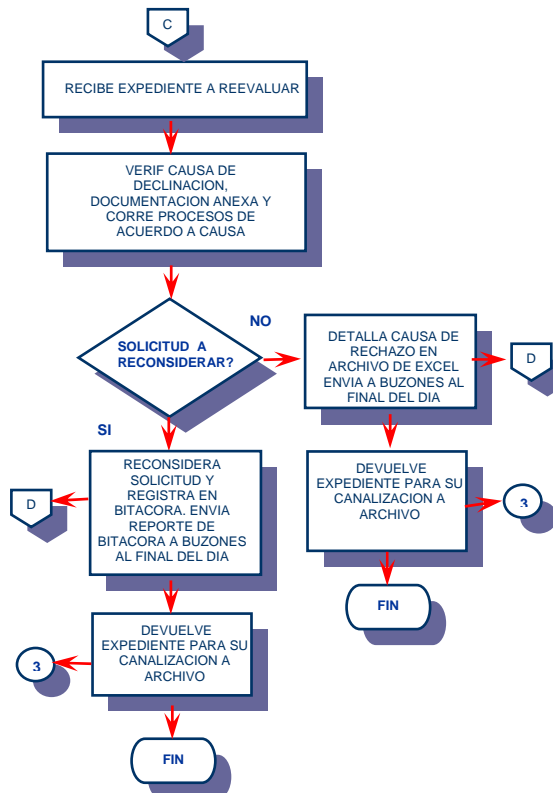 C
RECIBE EXPEDIENTE A REEVALUAR
VERIF CAUSA DE
DECLINACION,
DOCUMENTACION ANEXA Y
CORRE PROCESOS DE
ACUERDO A CAUSA
SOLICITUD A
RECONSIDERAR?
NO
DETALLA CAUSA DE
RECHAZO EN
ARCHIVO DE EXCEL
ENVIA A BUZONES AL
FINAL DEL DIA
D
DEVUELVE
EXPEDIENTE PARA SU
CANALIZACION A
ARCHIVO
3
FIN
SI
RECONSIDERA
SOLICITUD Y
REGISTRA EN
BITACORA. ENVIA
REPORTE DE
BITACORA A BUZONES
AL FINAL DEL DIA
D
DEVUELVE
EXPEDIENTE PARA SU
CANALIZACION A
ARCHIVO
3
FIN